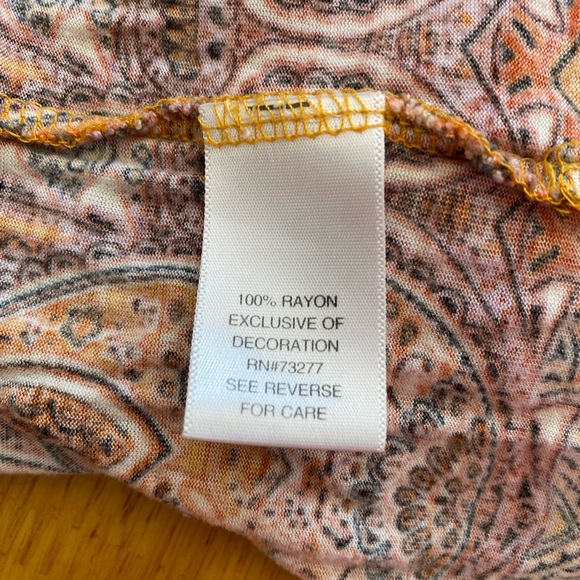 100% RAYON
EXCLUSIVE OF
DECORATION
RN#73277
SEE REVERSE
FOR CARE